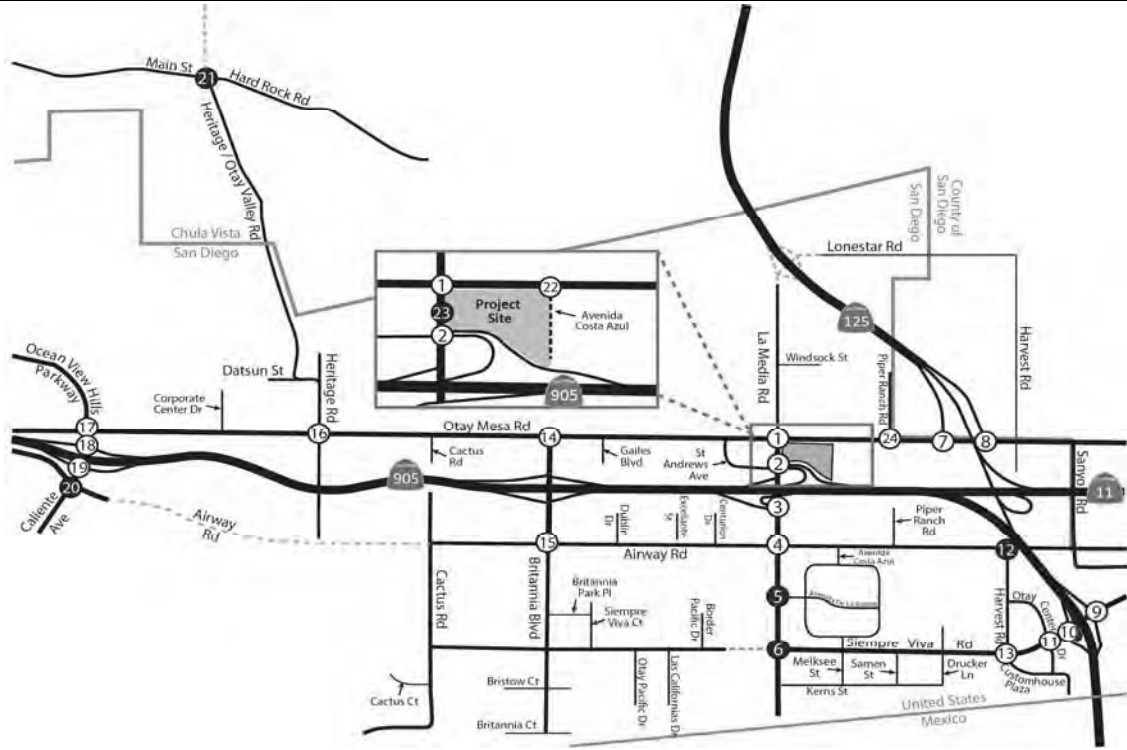 Main St
21
Hard Rock Rd
Heritage / Otay Valley Rd
Chula Vista
San Diego
County of
San Diego
San Diego
Lonestar Rd
1
22
Project
Site
23
Avenida
Costa Azul
2
905
125
La Media Rd
Windsock St
Piper Ranch Rd
Harvest Rd
Ocean View Hills
Parkway
Datsun St
Heritage Rd
Corporate
Center Dr
17
16
Otay Mesa Rd
14
1
24
7
8
18
Cactus
Rd
Gailes
Blvd
St
Andrews
Ave
2
19
905
Sanyo Rd
11
20
Caliente
Ave
Airway
Rd
Dublin
Dr
Excellante
St
Centurion
Dr
3
Piper
Ranch
Rd
15
Airway Rd
4
12
Avenida
Costa Azul
Cactus Rd
Britannia Blvd
Britannia
Park Pl
Siempre
Viva Ct
Border
Pacific Dr
5
Harvest Rd
Otay
Center Dr
9
10
11
6
Siempre Viva Rd
13
Melksee
St
Samen
St
Drucker
Ln
Customhouse
Plaza
Kerns St
Otay Pacific Dr
Las Californias Dr
Bristow Ct
Cactus Ct
Britannia Ct
United States
Mexico